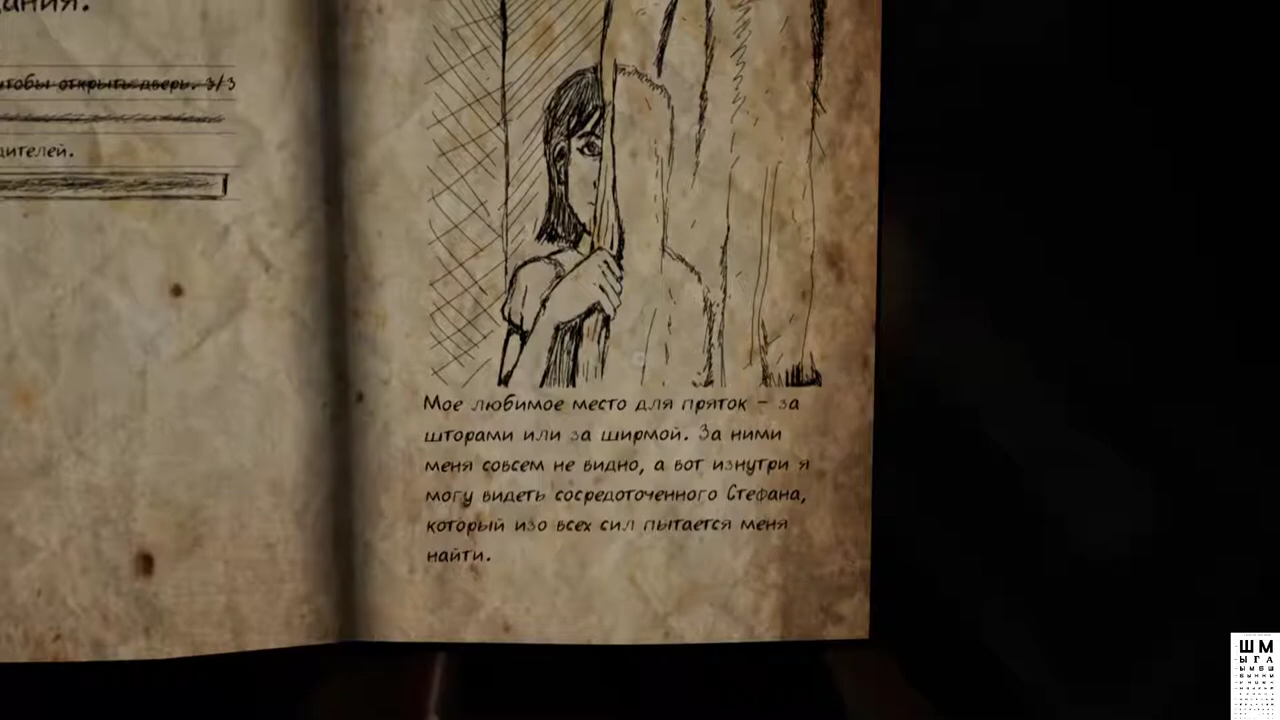 чтобы открыть дверь. 3/3
Мое любимое место для пряток – за
шторами или за ширмой. За ними
меня совсем не видно, а вот изнутри я
могу видеть сосредоточенного Стефана,
который изо всех сил пытается меня
найти.
Ш М
Ы Г А
Ы М Б Ш
Б Ы Н К И